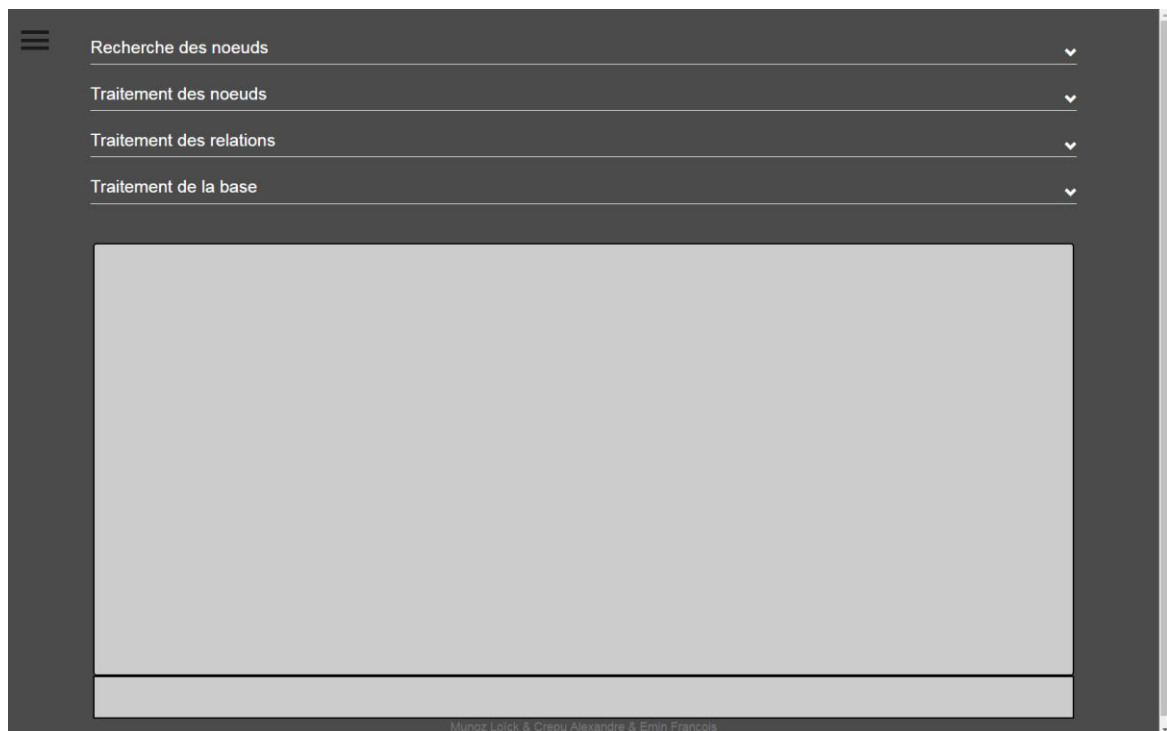 Recherche des noeuds
Traitement des noeuds
Traitement des relations
Traitement de la base
Munoz Loïck & Crepu Alexandre & Emin François